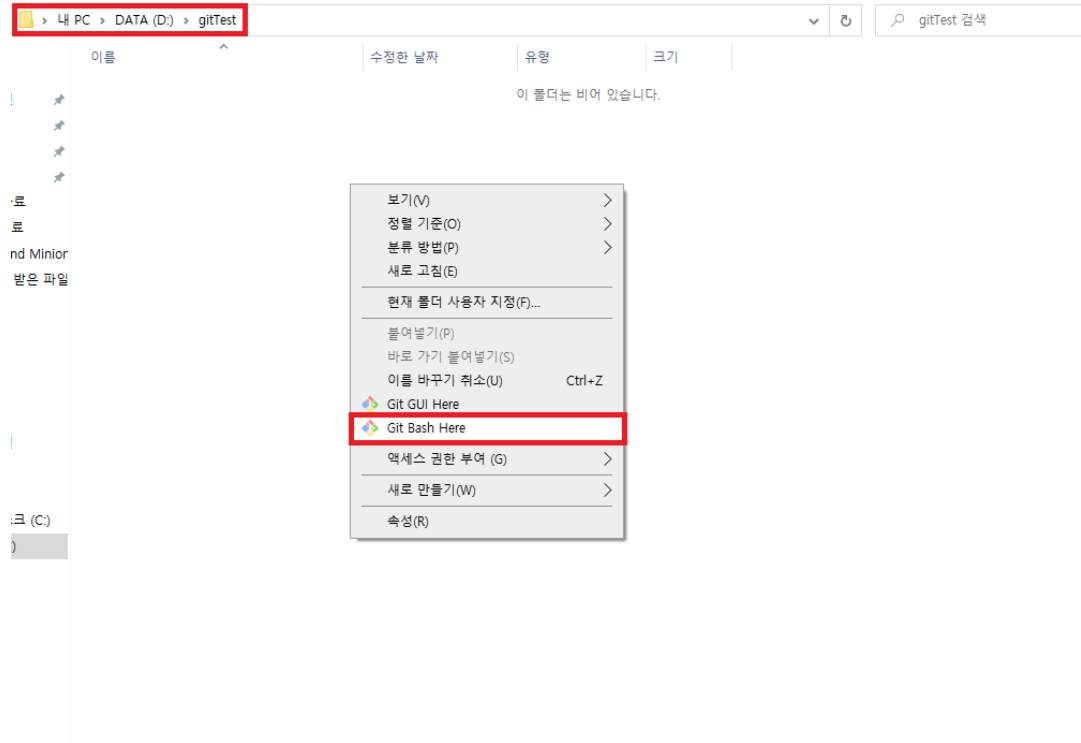 내 PC > DATA (D:) > gitTest
gitTest 검색
이름 수정한 날짜 유형 크기
이 폴더는 비어 있습니다.
료
nd Minior
받은 파일
(C:)
)
보기(V)
정렬 기준(O)
분류 방법(P)
새로 고침(E)
현재 폴더 사용자 지정(F)...
붙여넣기(P)
바로 가기 붙여넣기(S)
이름 바꾸기 취소(U) Ctrl+Z
Git GUI Here
Git Bash Here
액세스 권한 부여 (G)
새로 만들기(W)
속성(R)